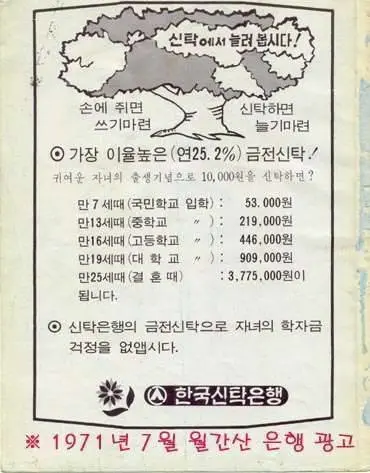 신탁에서 늘려 봅시다!
손에 쥐면 쓰기마련
신탁하면 늘기마련
⊙ 가장 이율높은 (연25.2%) 금전신탁!
귀여운 자녀의 출생기념으로 10,000원을 신탁하면?
만 7 세때 (국민학교 입학) : 53.000원
만13세때 (중학교 〃 ) : 219,000원
만16세때 (고등학교 〃 ) : 446,000원
만19세때 (대 학 교 〃 ) : 909,000원
만25세때 (결 혼 때) : 3,775,000원이
됩니다.
⊙ 신탁은행의 금전신탁으로 자녀의 학자금
걱정을 없앱시다.
한국신탁은행
※ 1971년 7월 월간산 은행 광고